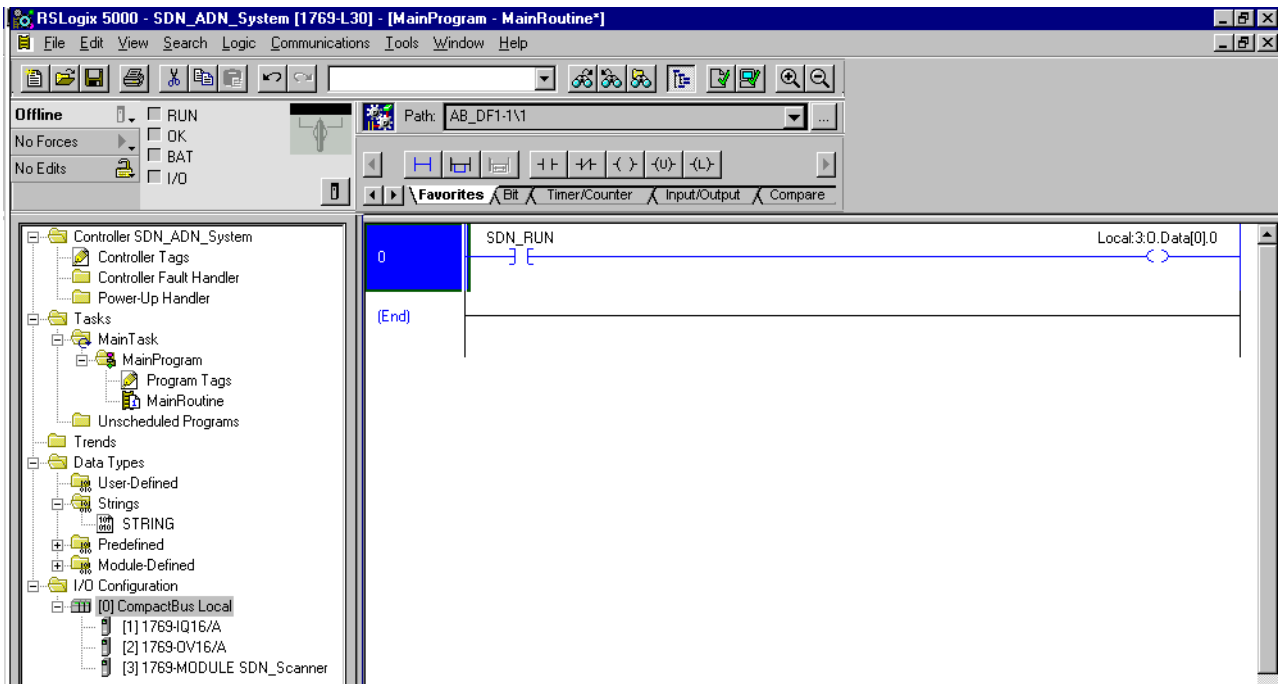 RSLogix 5000 - SDN_ADN_System [1769-L30] - [MainProgram - MainRoutine*]
File Edit View Search Logic Communications Tools Window Help
Offline
RUN
No Forces
OK
BAT
No Edits
I/O
Path: AB_DF1-1\1
...
(U) (L)
Favorites Bit Timer/Counter Input/Output Compare
Controller SDN_ADN_System
Controller Tags
Controller Fault Handler
Power-Up Handler
Tasks
MainTask
MainProgram
Program Tags
MainRoutine
Unscheduled Programs
Trends
Data Types
User-Defined
Strings
STRING
Predefined
Module-Defined
I/O Configuration
[0] CompactBus Local
[1] 1769-IQ16/A
[2] 1769-OV16/A
[3] 1769-MODULE SDN_Scanner
SDN_RUN Local:3:O.Data[0].0
0
(End)